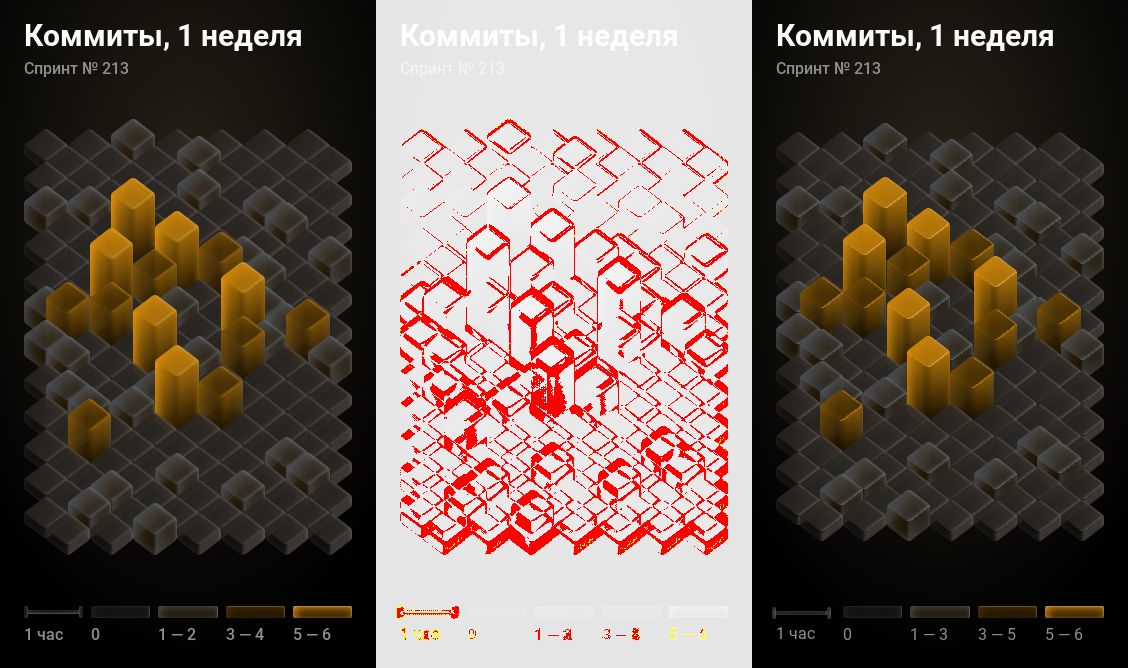 Коммиты, 1 неделя
Спринт № 213
1 час 0 1 – 2 3 – 4 5 – 6
Коммиты, 1 неделя
Спринт № 213
Коммиты, 1 неделя
Спринт № 213
1 час 0 1 – 3 3 – 5 5 – 6